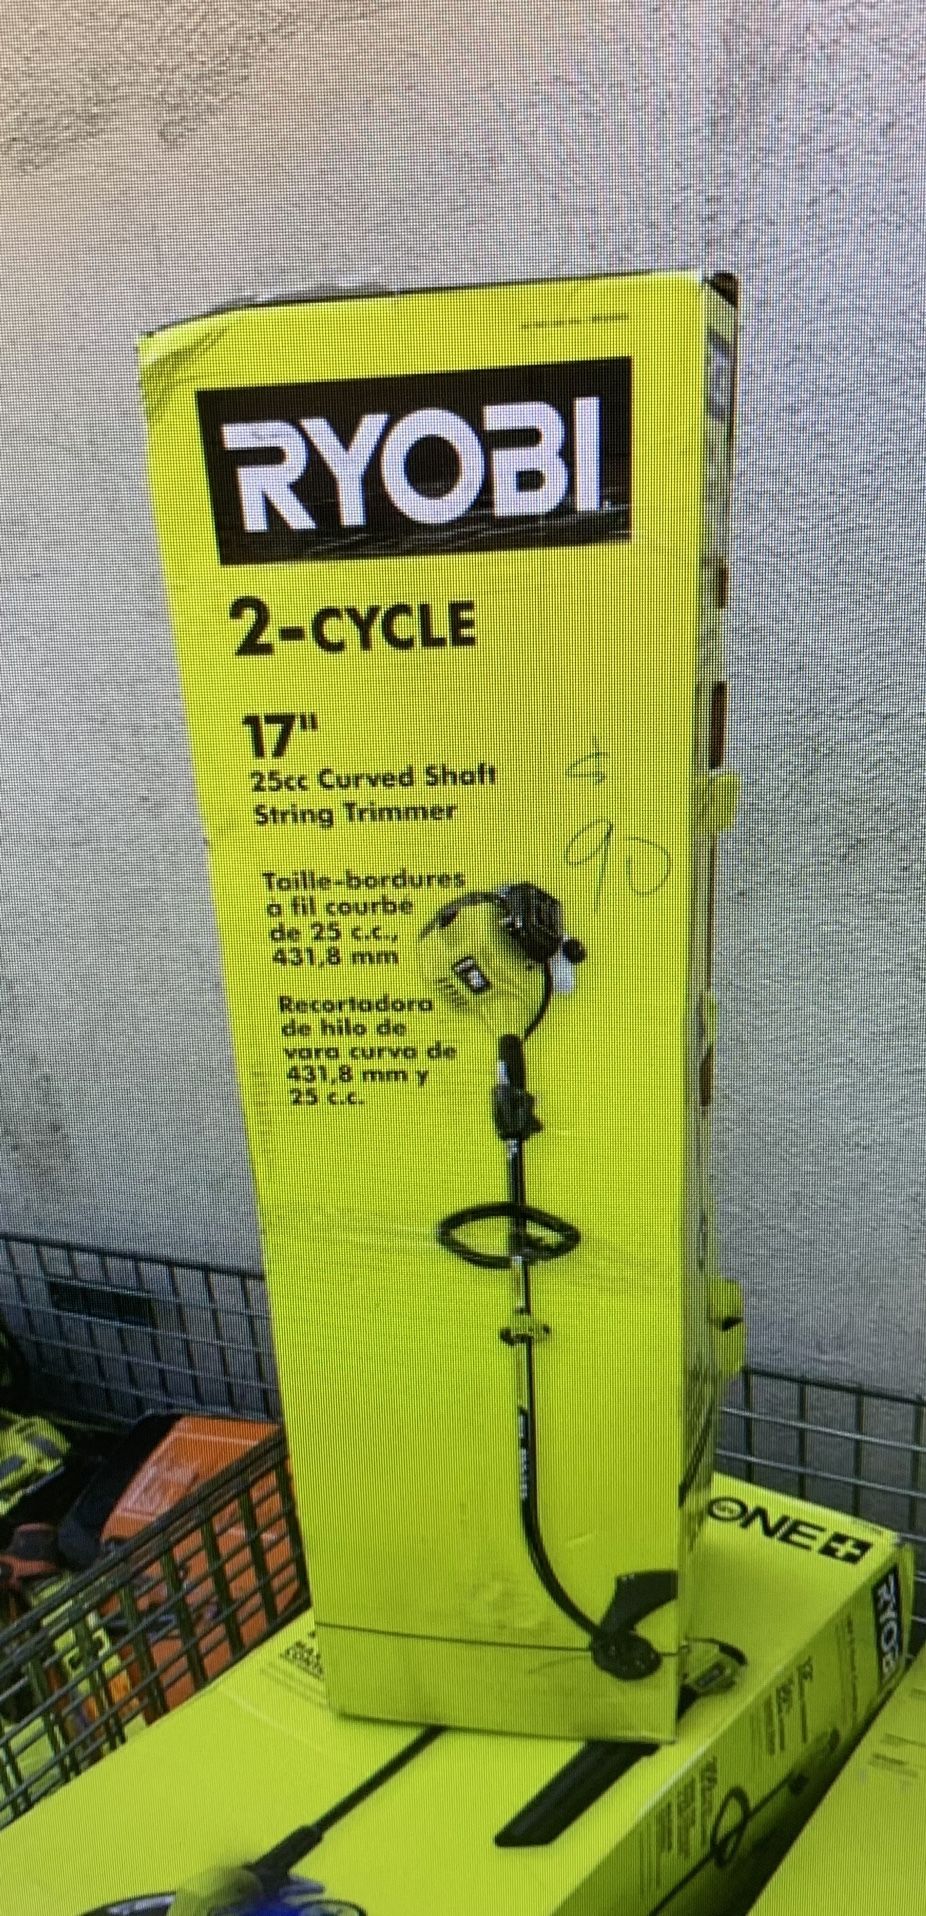 RYOBI
2-CYCLE
17"
25cc Curved Shaft
String Trimmer
$
90
Taille-bordures
a fil courbe
de 25 c.c.,
431,8 mm
Recortadora
de hilo de
vara curva de
431,8 mm y
25 c.c.
ONE+
RYOBI